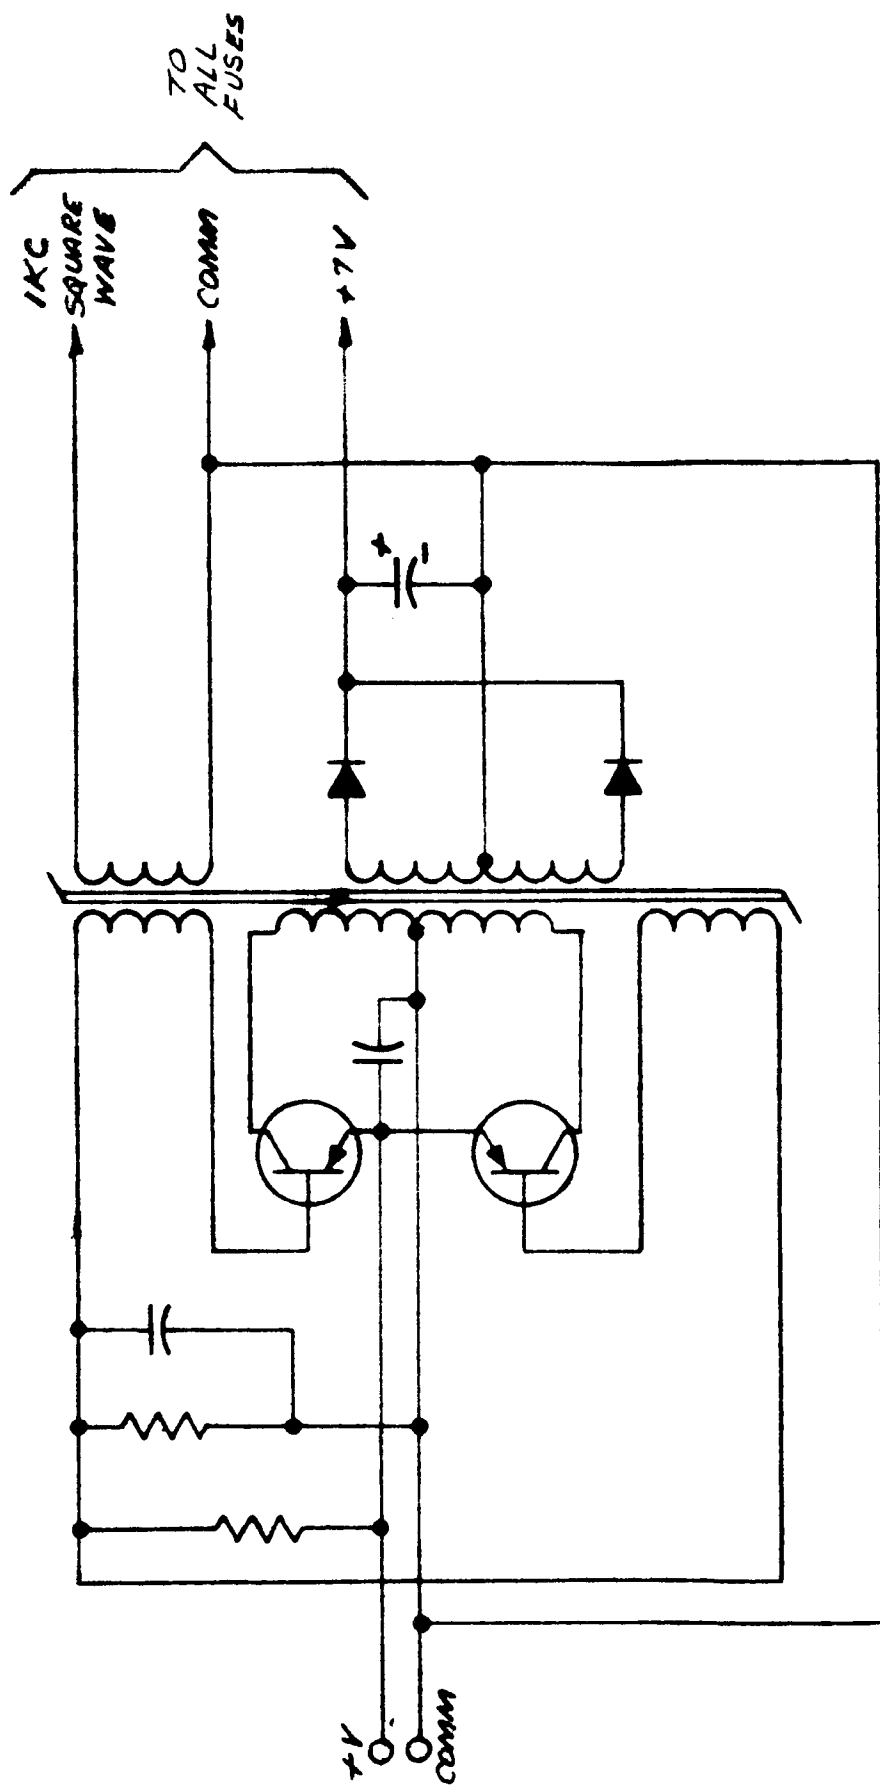 1KC
SQUARE
WAVE
COMM
+7V
TO
ALL
FUSES
+
-
+V
COMM